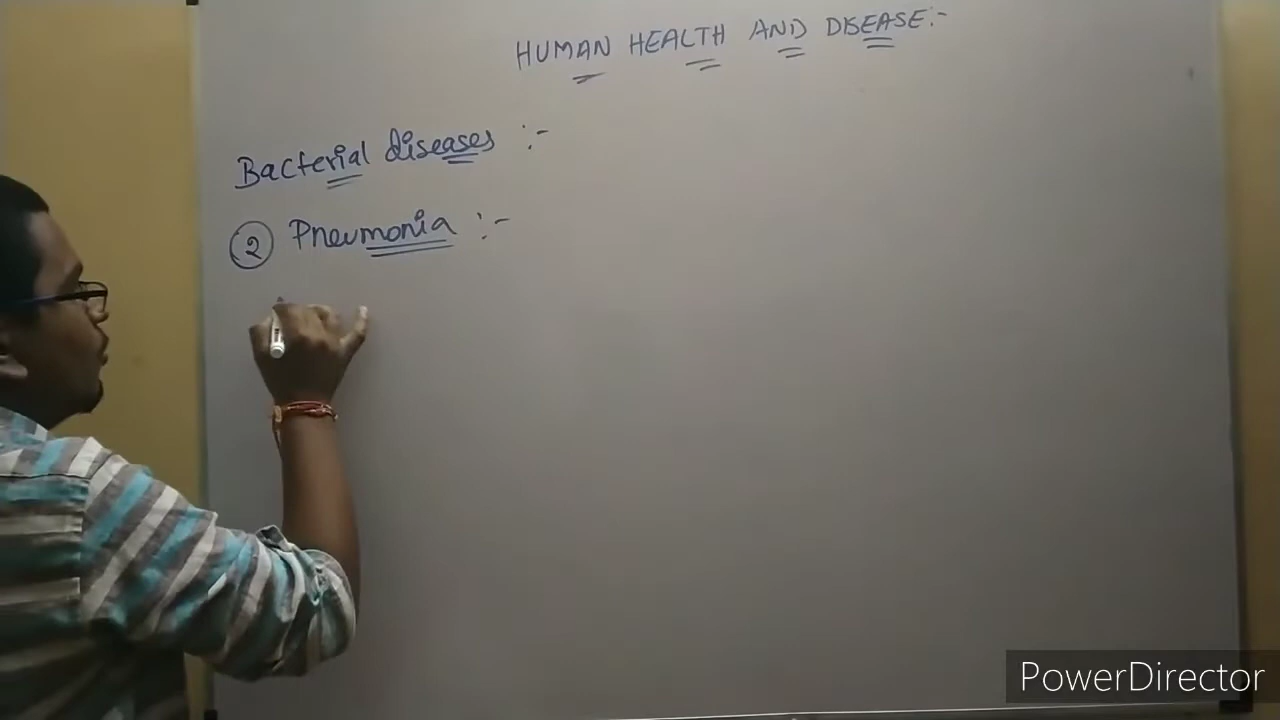 HUMAN HEALTH AND DISEASE:-
Bacterial diseases :-
2 Pneumonia :-
PowerDirector